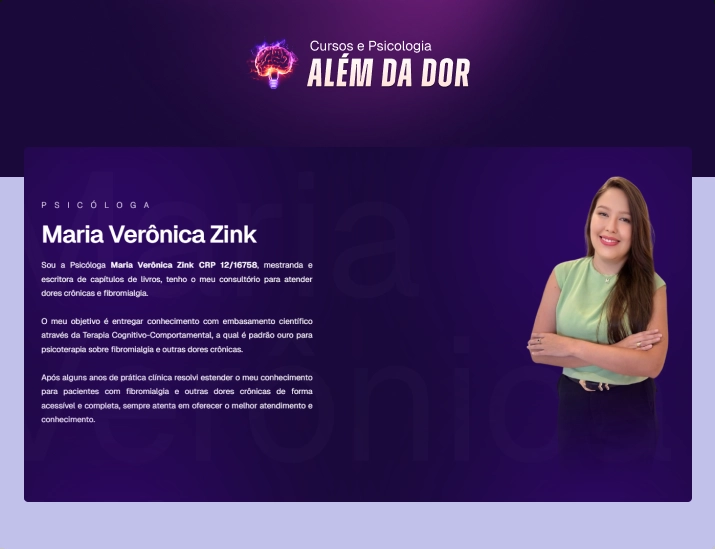 Cursos e Psicologia
ALÉM DA DOR
PSICÓLOGA
Maria Verônica Zink
Sou a Psicóloga Maria Verônica Zink CRP 12/16758, mestranda e
escritora de capítulos de livros, tenho o meu consultório para atender
dores crônicas e fibromialgia.
O meu objetivo é entregar conhecimento com embasamento científico
através da Terapia Cognitivo-Comportamental, a qual é padrão ouro para
psicoterapia sobre fibromialgia e outras dores crônicas.
Após alguns anos de prática clínica resolvi estender o meu conhecimento
para pacientes com fibromialgia e outras dores crônicas de forma
acessível e completa, sempre atenta em oferecer o melhor atendimento e
conhecimento.
Maria
Verônica